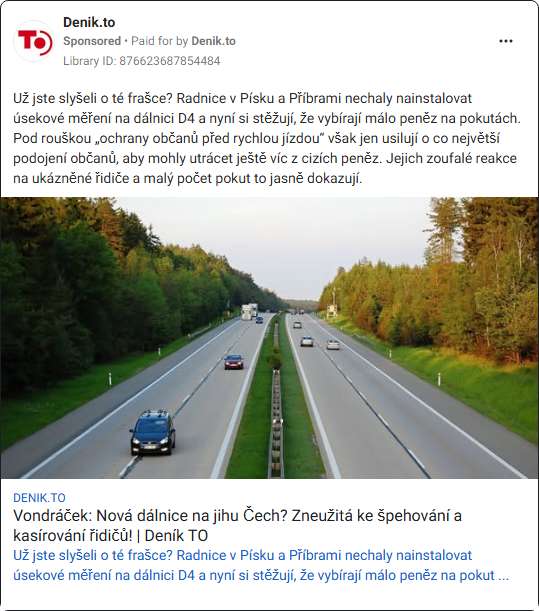 Denik.to
TO
Sponsored • Paid for by Denik.to
Library ID: 876623687854484
Už jste slyšeli o té frašce? Radnice v Písku a Příbrami nechaly nainstalovat
úsekové měření na dálnici D4 a nyní si stěžují, že vybírají málo peněz na pokutách.
Pod rouškou „ochrany občanů před rychlou jízdou“ však jen usilují o co největší
podojení občanů, aby mohly utrácet ještě víc z cizích peněz. Jejich zoufalé reakce
na ukázněné řidiče a malý počet pokut to jasně dokazují.
DENIK.TO
Vondráček: Nová dálnice na jihu Čech? Zneužitá ke špehování a
kasírování řidičů! | Deník TO
Už jste slyšeli o té frašce? Radnice v Písku a Příbrami nechaly nainstalovat
úsekové měření na dálnici D4 a nyní si stěžují, že vybírají málo peněz na pokut ...